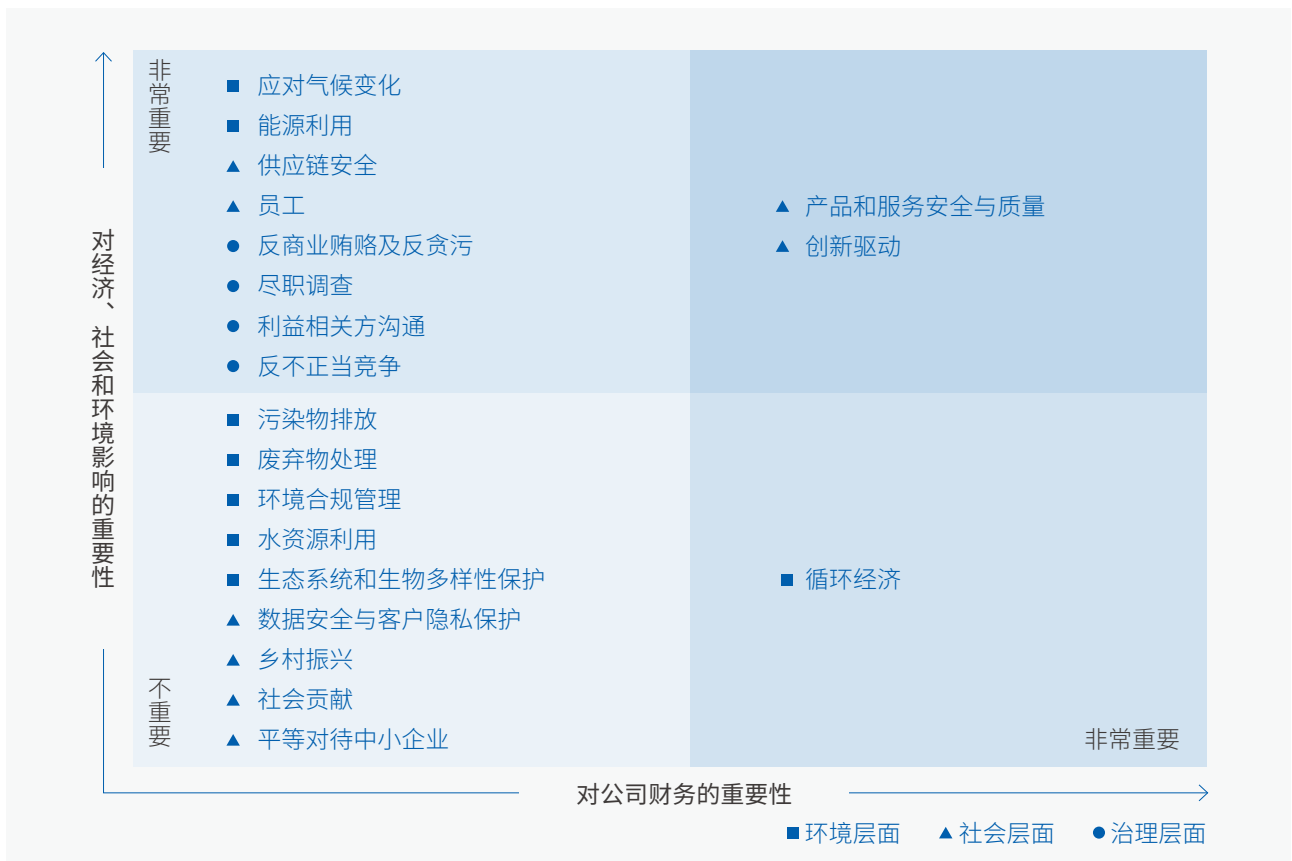 非常重要
应对气候变化
能源利用
供应链安全
员工
反商业贿赂及反贪污
尽职调查
利益相关方沟通
反不正当竞争
产品和服务安全与质量
创新驱动
对经济、社会和环境影响的重要性
污染物排放
废弃物处理
环境合规管理
水资源利用
生态系统和生物多样性保护
数据安全与客户隐私保护
乡村振兴
社会贡献
平等对待中小企业
循环经济
不重要
非常重要
对公司财务的重要性
环境层面
社会层面
治理层面